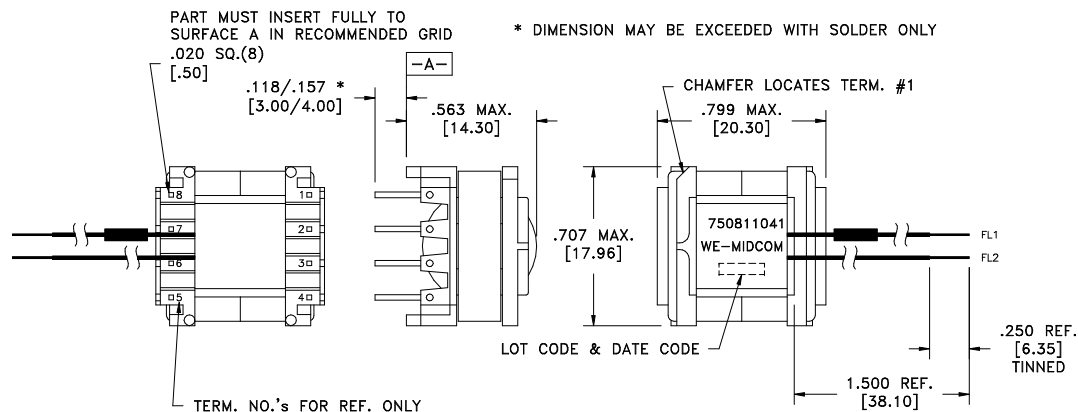 PART MUST INSERT FULLY TO
SURFACE A IN RECOMMENDED GRID
.020 SQ.(8)
[.50]
* DIMENSION MAY BE EXCEEDED WITH SOLDER ONLY
-A-
.118/.157 *
[3.00/4.00]
.563 MAX.
[14.30]
CHAMFER LOCATES TERM. #1
.799 MAX.
[20.30]
8
1
7
2
6
3
5
4
.707 MAX.
[17.96]
750811041
WE-MIDCOM
FL1
FL2
LOT CODE & DATE CODE
.250 REF.
[6.35]
TINNED
1.500 REF.
[38.10]
TERM. NO.'s FOR REF. ONLY